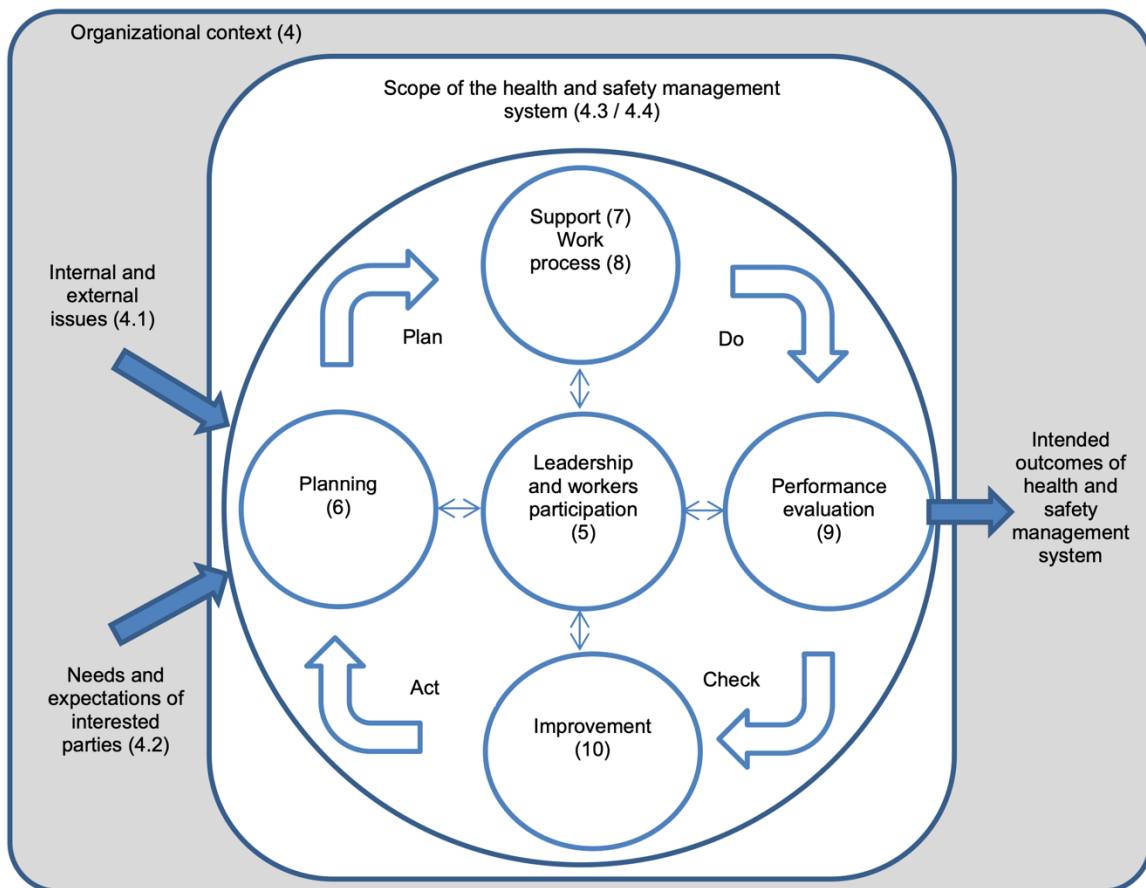 Organizational context (4)
Scope of the health and safety management
system (4.3 / 4.4)
Support (7)
Work
process (8)
Internal and
external
issues (4.1)
Plan
Do
Planning
(6)
Leadership
and workers
participation
(5)
Performance
evaluation
(9)
Intended
outcomes of
health and
safety
management
system
Needs and
expectations of
interested
parties (4.2)
Act
Check
Improvement
(10)